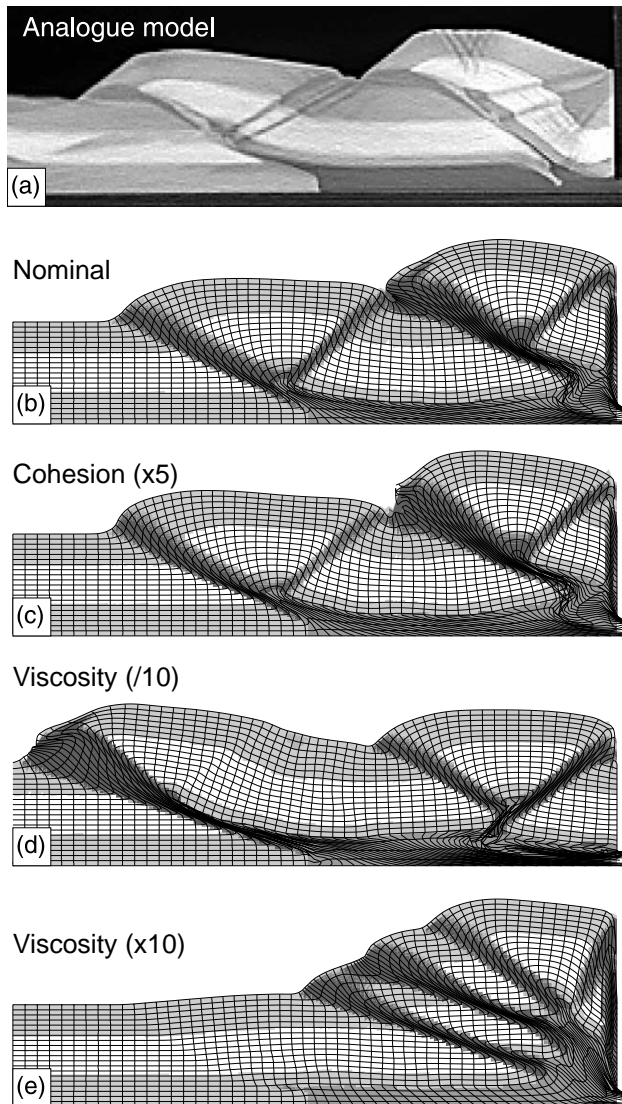 Analogue model
(a)
Nominal
(b)
Cohesion (x5)
(c)
Viscosity (/10)
(d)
Viscosity (x10)
(e)